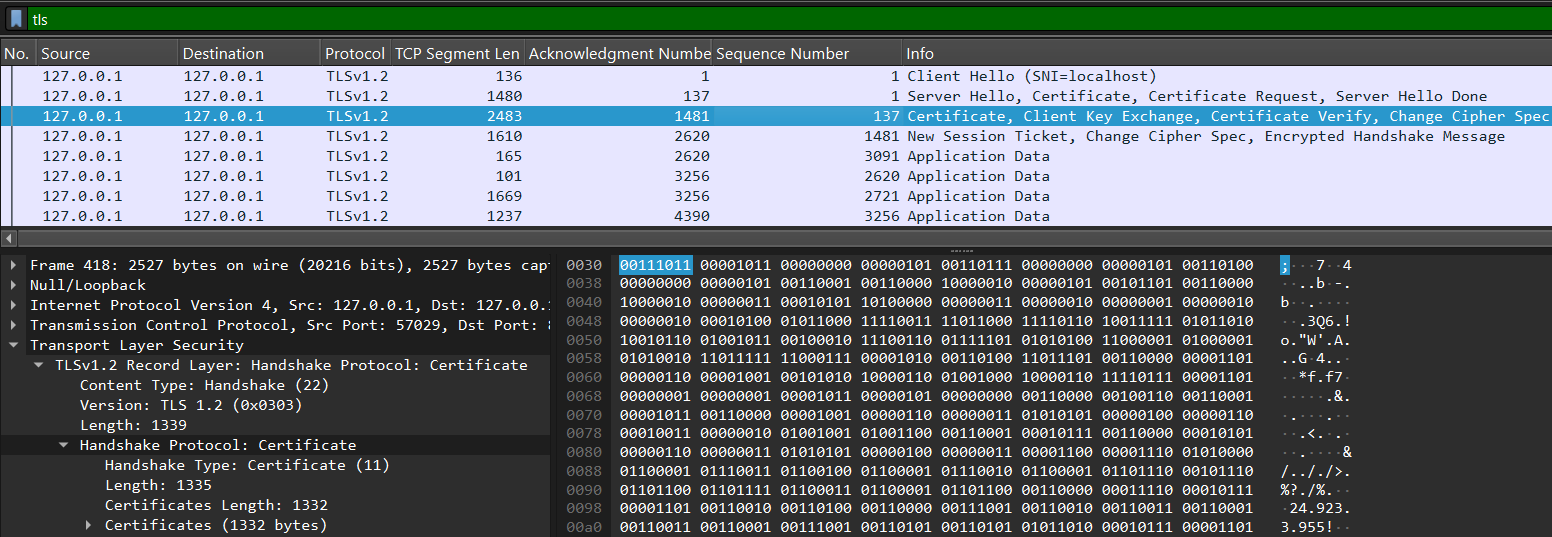 tls
No. Source Destination Protocol TCP Segment Len Acknowledgment Numbe Sequence Number Info
127.0.0.1 127.0.0.1 TLSv1.2 136 1 1 Client Hello (SNI=localhost)
127.0.0.1 127.0.0.1 TLSv1.2 1480 137 1 Server Hello, Certificate, Certificate Request, Server Hello Done
127.0.0.1 127.0.0.1 TLSv1.2 2483 1481 137 Certificate, Client Key Exchange, Certificate Verify, Change Cipher Spec
127.0.0.1 127.0.0.1 TLSv1.2 1610 2620 1481 New Session Ticket, Change Cipher Spec, Encrypted Handshake Message
127.0.0.1 127.0.0.1 TLSv1.2 165 2620 3091 Application Data
127.0.0.1 127.0.0.1 TLSv1.2 101 3256 2620 Application Data
127.0.0.1 127.0.0.1 TLSv1.2 1669 3256 2721 Application Data
127.0.0.1 127.0.0.1 TLSv1.2 1237 4390 3256 Application Data
Frame 418: 2527 bytes on wire (20216 bits), 2527 bytes capt
Null/Loopback
Internet Protocol Version 4, Src: 127.0.0.1, Dst: 127.0.0.1
Transmission Control Protocol, Src Port: 57029, Dst Port: 8
Transport Layer Security
TLSv1.2 Record Layer: Handshake Protocol: Certificate
Content Type: Handshake (22)
Version: TLS 1.2 (0x0303)
Length: 1339
Handshake Protocol: Certificate
Handshake Type: Certificate (11)
Length: 1335
Certificates Length: 1332
Certificates (1332 bytes)
0030 00111011 00001011 00000000 00000101 00110111 00000000 00000101 00110100 ;···7··4
0038 00000000 00000101 00110001 00110000 10000010 00000101 00101101 00110000 ··..b·-.
0040 10000010 00000011 00010101 10100000 00000011 00000010 00000001 00000010 b··.····
0048 00000010 00010100 01011000 11110011 11011000 11110110 10011111 01011010 ··.3Q6.!
0050 10010110 01001011 00100010 11100110 01111101 01010100 11000001 01000001 o."W'.A.
0058 01010010 11011111 11000111 00001010 00110100 11011101 00110000 00001101 ..G·4..·
0060 00000110 00001001 00101010 10000110 01001000 10000110 11110111 00001101 ··*f.f7·
0068 00000001 00000001 00001011 00000101 00000000 00110000 00100110 00110001 ·····.&.
0070 00001011 00110000 00001001 00000110 00000011 01010101 00000100 00000110 ·.···.··
0078 00010011 00000010 01001001 01001100 00110001 00010111 00110000 00010101 ··.<.·.·
0080 00000110 00000011 01010101 00000100 00000011 00001100 00001110 01010000 ··.····&
0088 01100001 01110011 01100100 01100001 01110010 01100001 01101110 00101110 /.././>.
0090 01101100 01101111 01100011 01100001 01101100 00110000 00011110 00010111 %?./%.··
0098 00001101 00110010 00110100 00110000 00111001 00110010 00110011 00110001 ·24.923.
00a0 00110011 00110001 00111001 00110101 00110101 01011010 00010111 00001101 3.955!··